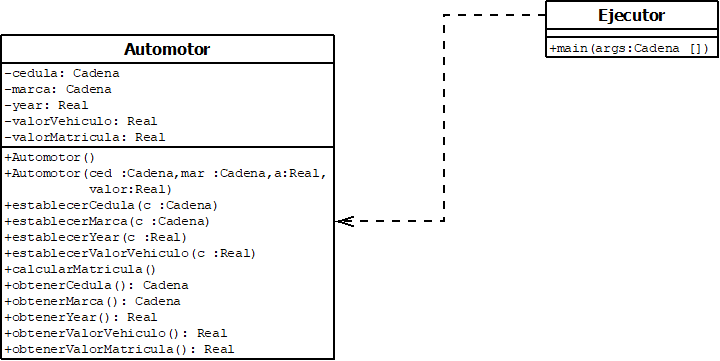 Ejecutor
+main(args:Cadena [])
Automotor
-cedula: Cadena
-marca: Cadena
-year: Real
-valorVehiculo: Real
-valorMatricula: Real
+Automotor()
+Automotor(ced :Cadena,mar :Cadena,a:Real,
valor:Real)
+establecerCedula(c :Cadena)
+establecerMarca(c :Cadena)
+establecerYear(c :Real)
+establecerValorVehiculo(c :Real)
+calcularMatricula()
+obtenerCedula(): Cadena
+obtenerMarca(): Cadena
+obtenerYear(): Real
+obtenerValorVehiculo(): Real
+obtenerValorMatricula(): Real